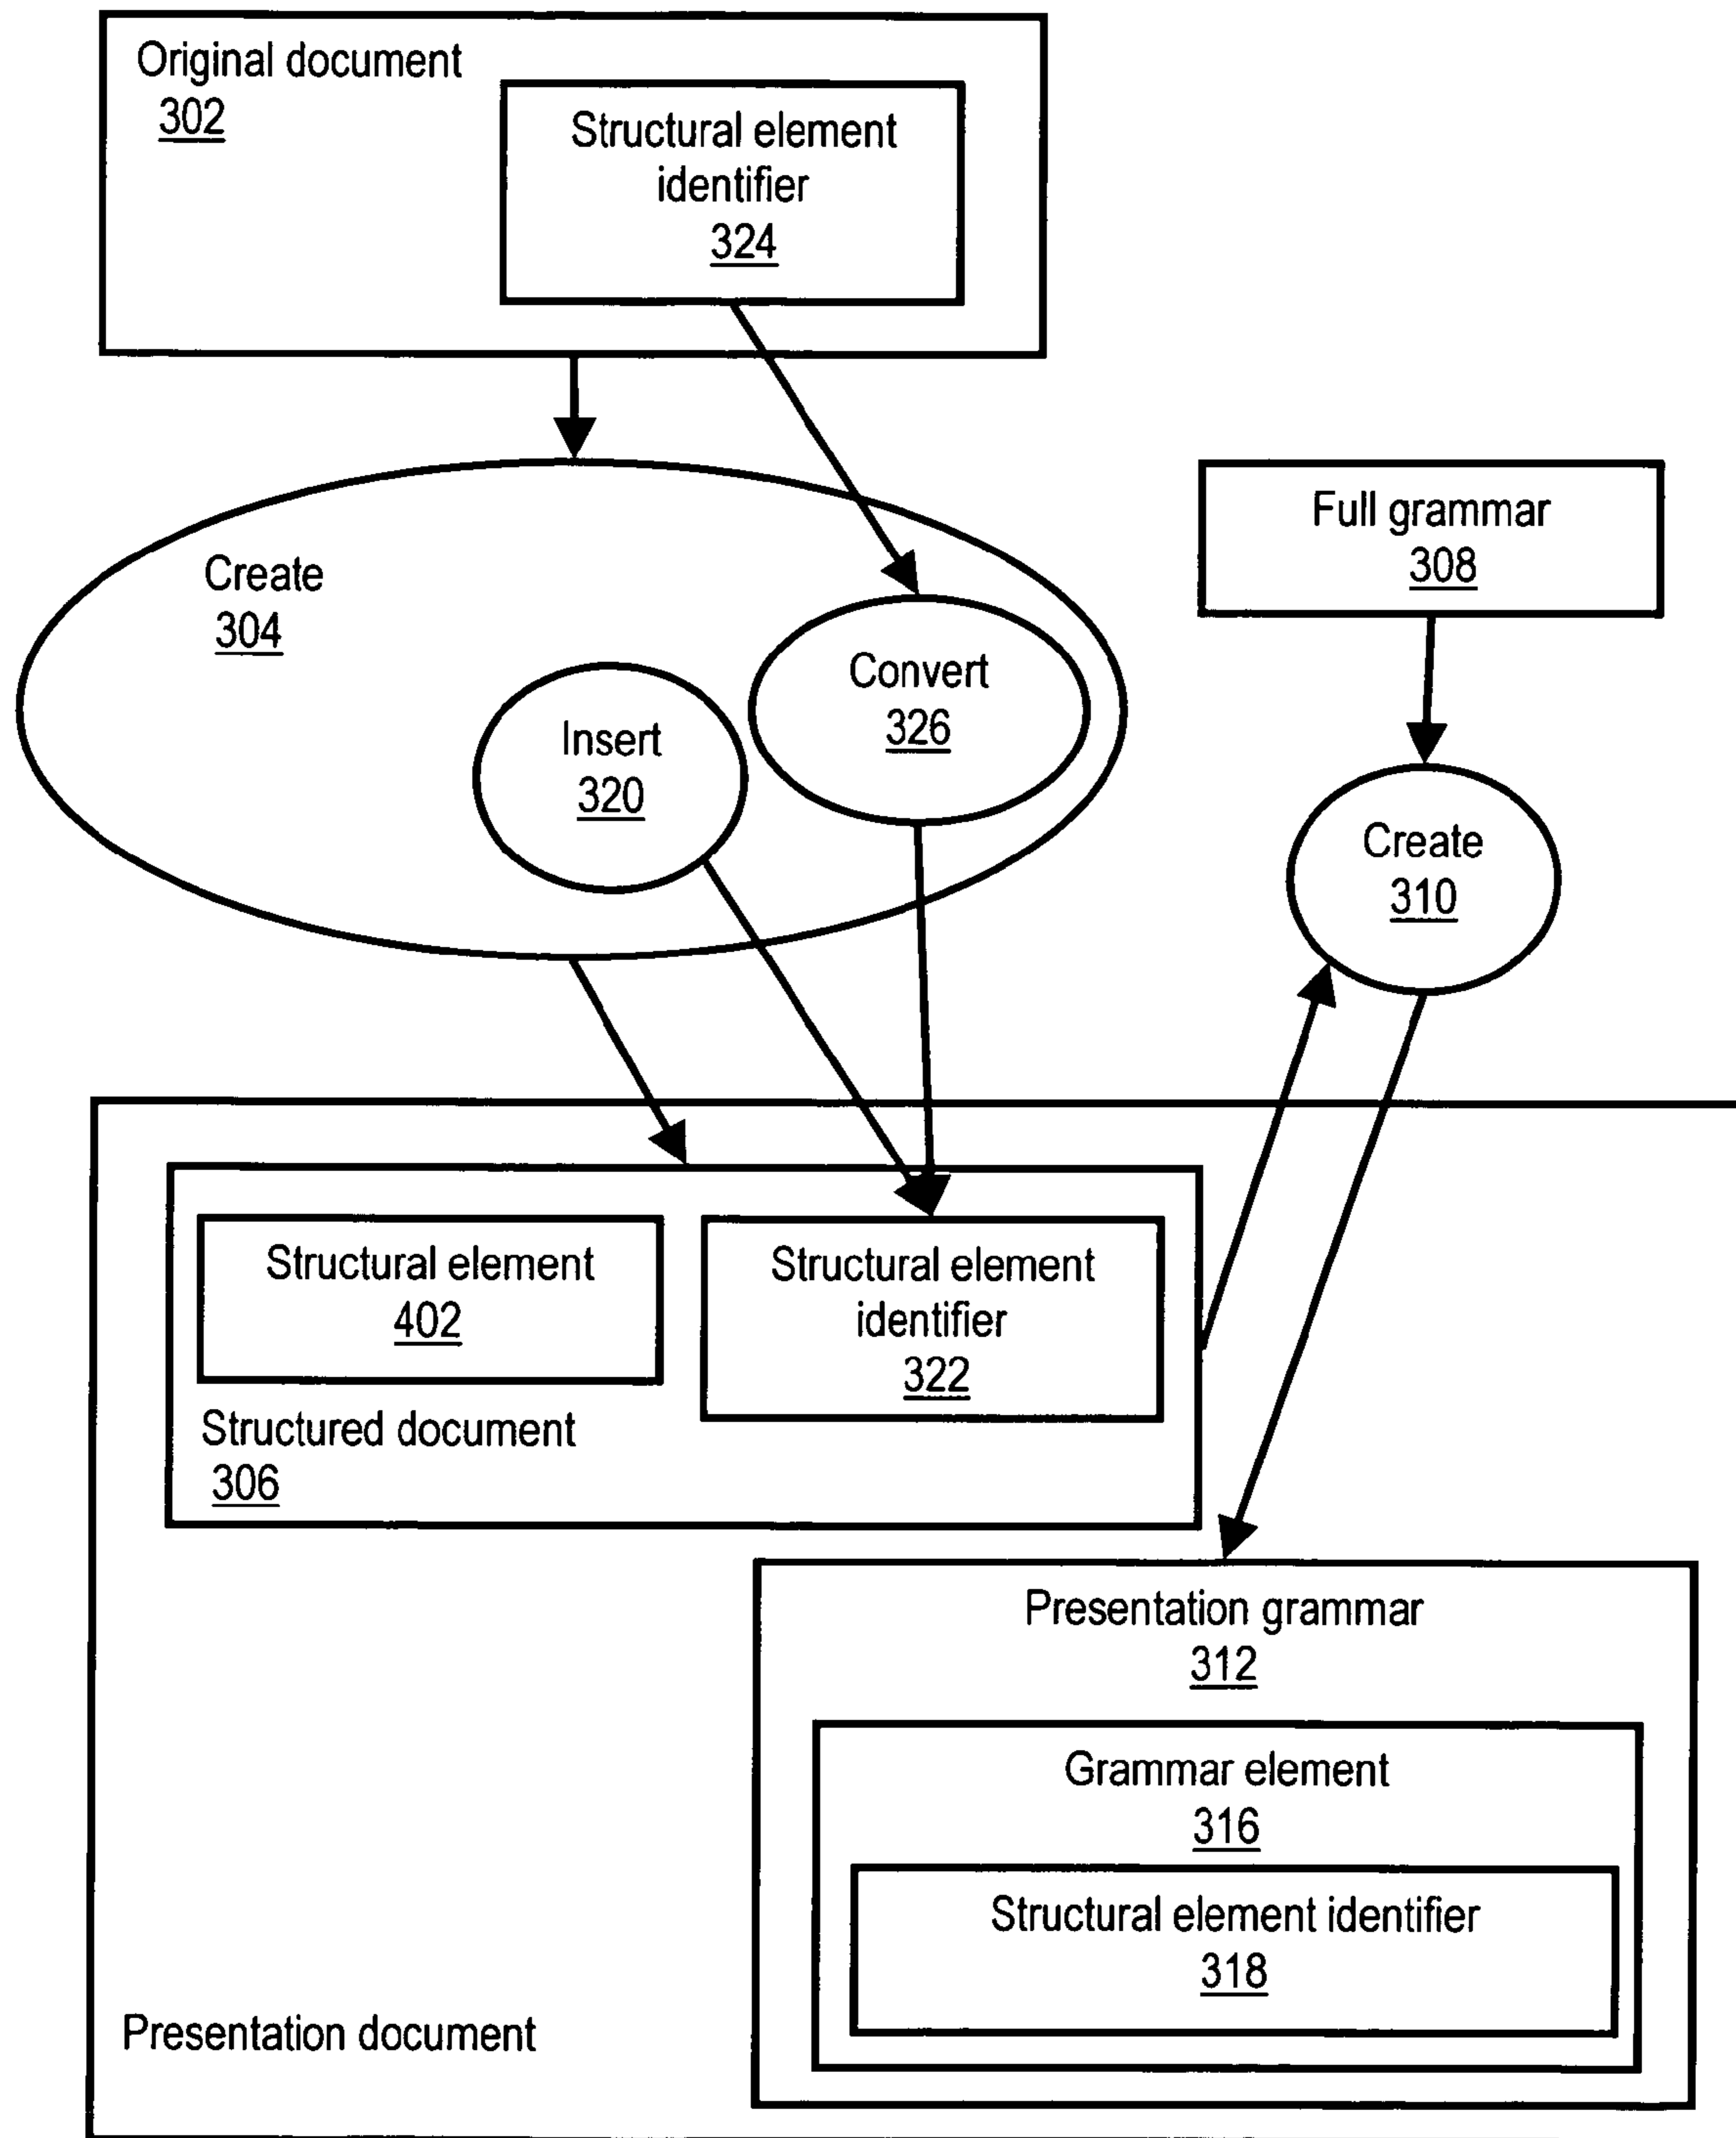 Original document
302
Structural element
identifier
324
Create
304
Insert
320
Convert
326
Full grammar
308
Create
310
Structural element
402
Structural element
identifier
322
Structured document
306
Presentation grammar
312
Grammar element
316
Structural element identifier
318
Presentation document